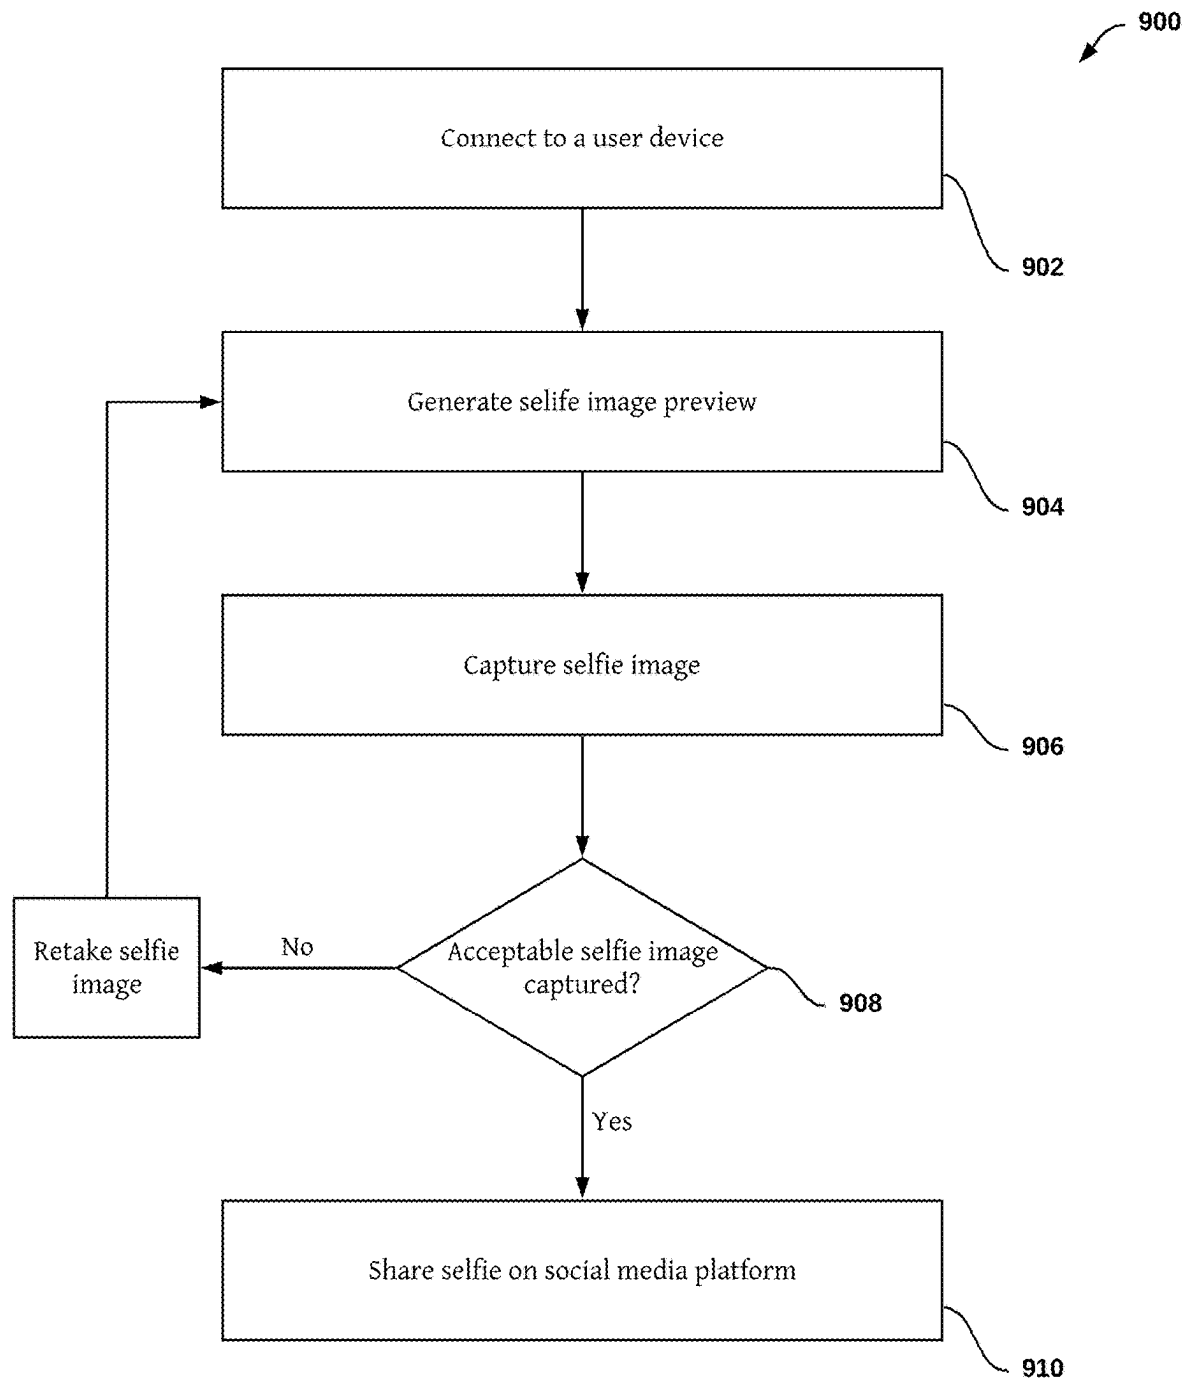 900
Connect to a user device
902
Generate selife image preview
904
Capture selfie image
906
Acceptable selfie image
captured?
908
No
Retake selfie
image
Yes
Share selfie on social media platform
910